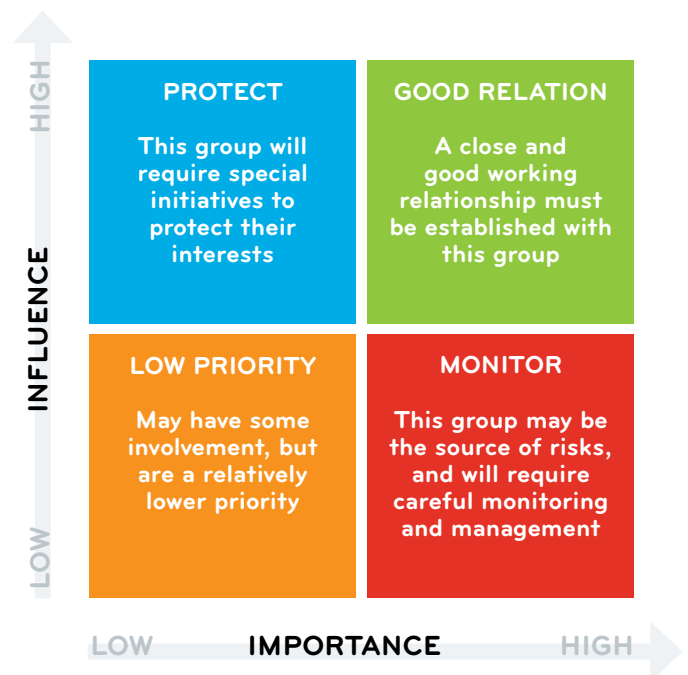 HIGH
INFLUENCE
LOW
PROTECT
This group will
require special
initiatives to
protect their
interests
GOOD RELATION
A close and
good working
relationship must
be established with
this group
LOW PRIORITY
May have some
involvement, but
are a relatively
lower priority
MONITOR
This group may be
the source of risks,
and will require
careful monitoring
and management
LOW
IMPORTANCE
HIGH